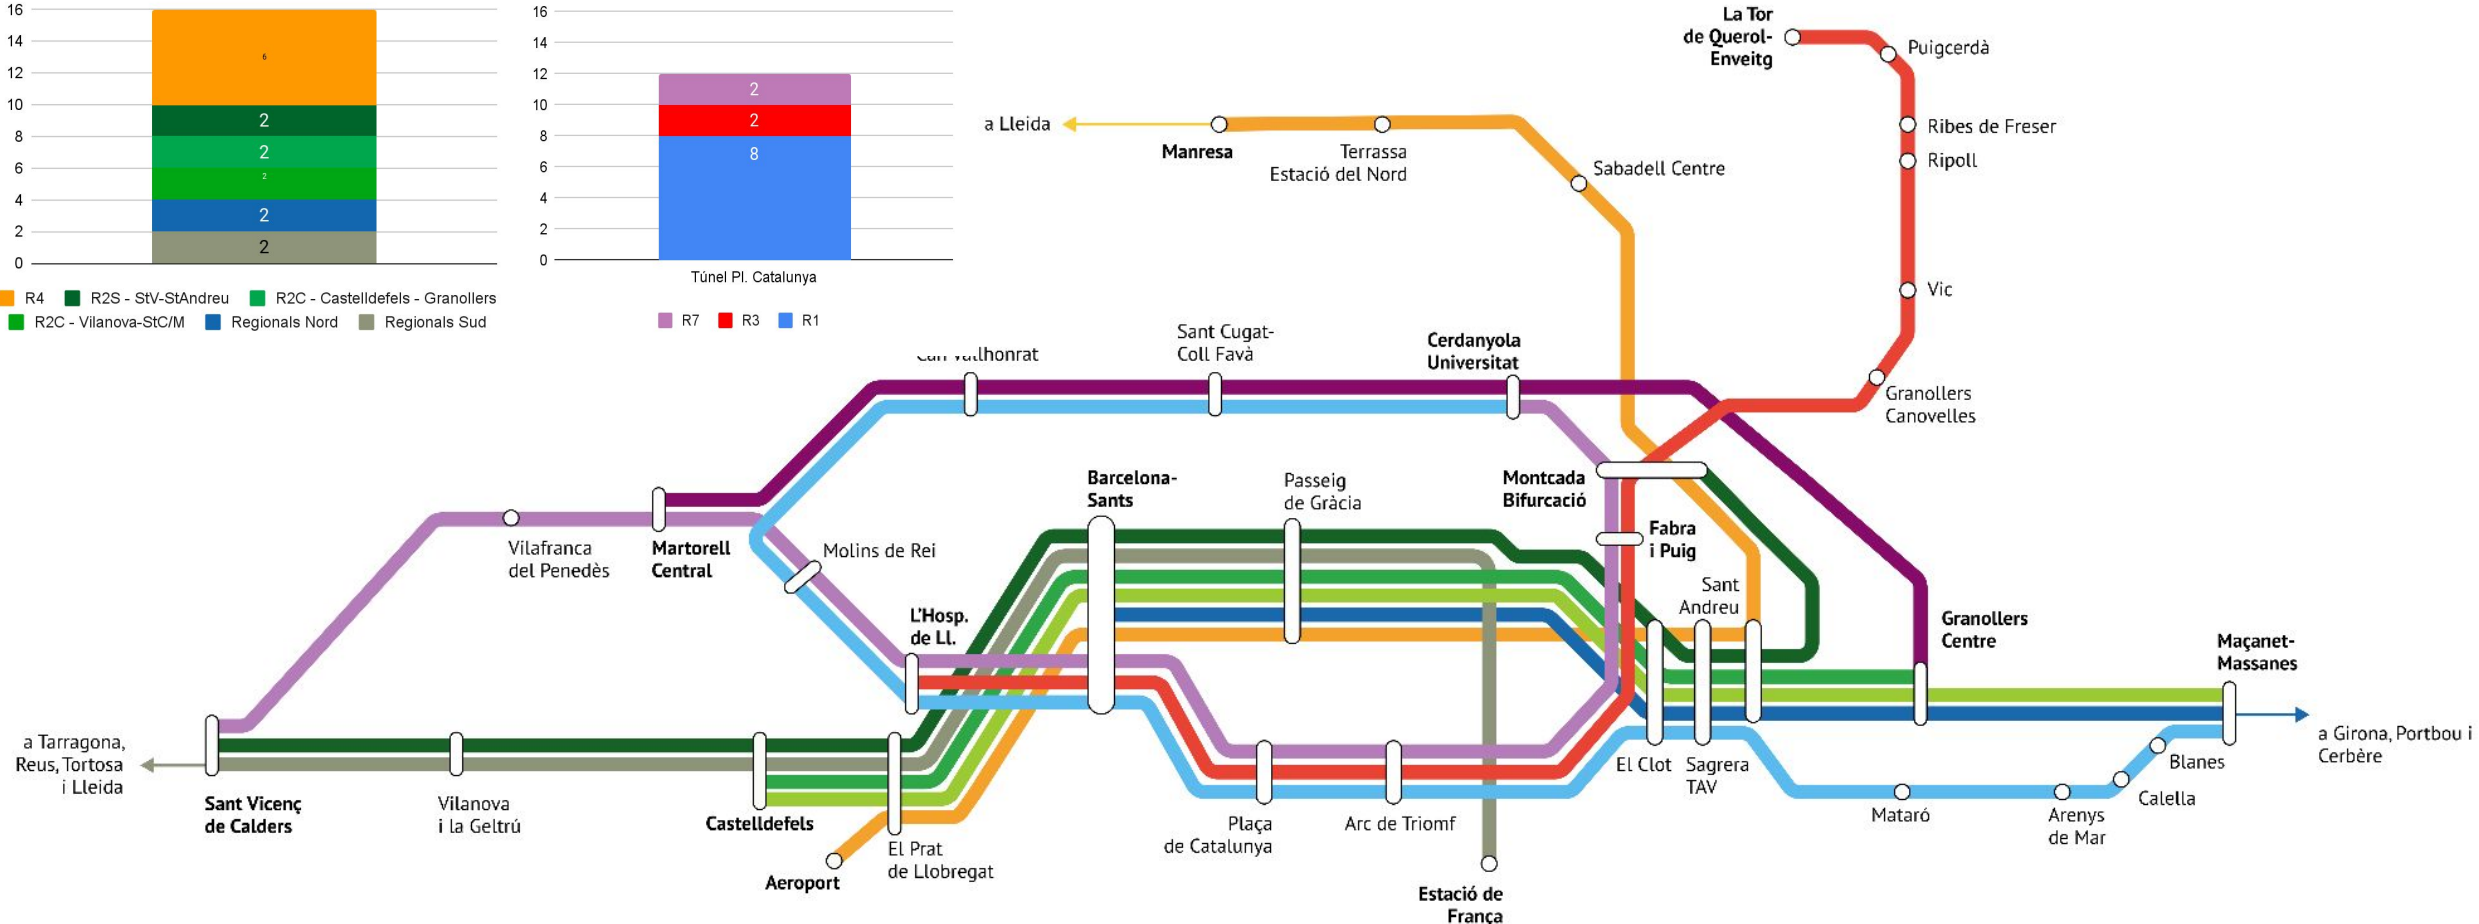 16
14
12
10
8
6
4
2
0
6
2
2
2
2
2
R4 R2S - StV-StAndreu R2C - Castelldefels - Granollers
R2C - Vilanova-StC/M Regionals Nord Regionals Sud
16
14
12
10
8
6
4
2
0
2
2
8
Túnel Pl. Catalunya
R7 R3 R1
La Tor
de Querol-
Enveitg
Puigcerdà
Ribes de Freser
Ripoll
Vic
Granollers
Canovelles
a Lleida
Manresa
Terrassa
Estació del Nord
Sabadell Centre
Sant Cugat-
Coll Favà
Cerdanyola
Universitat
Montcada
Bifurcació
Fabra
i Puig
Sant
Andreu
Barcelona-
Sants
Passeig
de Gràcia
Vilafranca
del Penedès
Martorell
Central
Molins de Rei
L'Hosp.
de Ll.
Granollers
Centre
Maçanet-
Massanes
a Girona, Portbou i
Cerbère
a Tarragona,
Reus, Tortosa
i Lleida
Sant Vicenç
de Calders
Vilanova
i la Geltrú
Castelldefels
El Prat
de Llobregat
Aeroport
Plaça
de Catalunya
Arc de Triomf
Estació de
França
El Clot
Sagrera
TAV
Mataró
Arenys
de Mar
Calella
Blanes